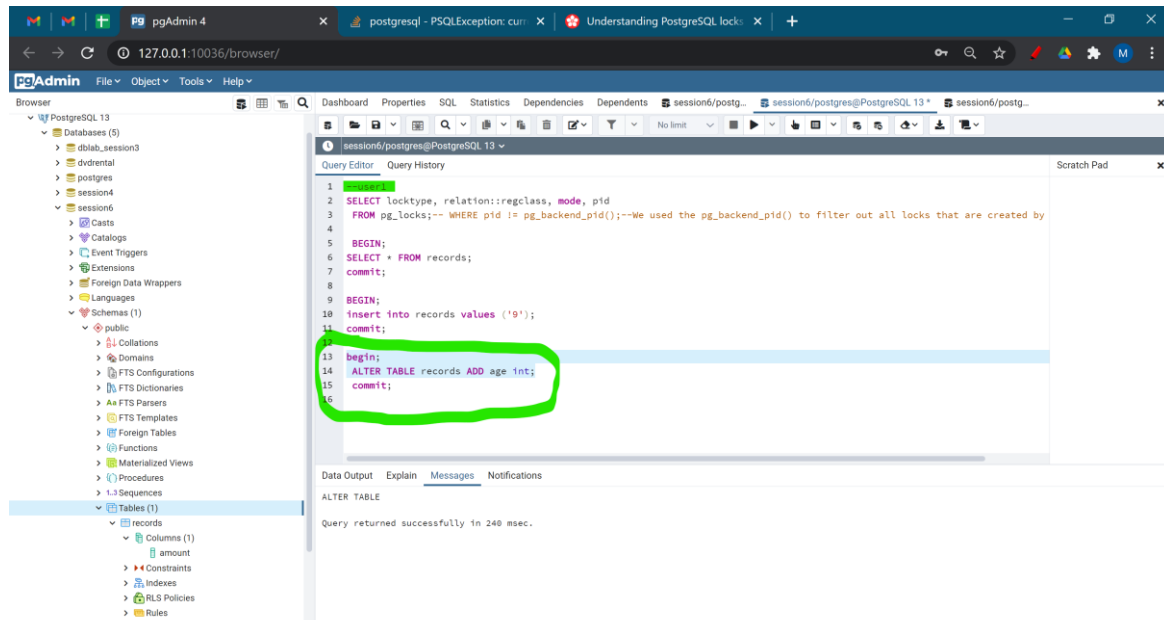 pgAdmin 4
postgresql - PSQLException: curr
Understanding PostgreSQL locks
127.0.0.1:10036/browser/
M
pgAdmin
File
Object
Tools
Help
Browser
Dashboard Properties SQL Statistics Dependencies Dependents session6/postg... session6/postgres@PostgreSQL 13 * session6/postg...
PostgreSQL 13
Databases (5)
dblab_session3
dvdrental
postgres
session4
session6
Casts
Catalogs
Event Triggers
Extensions
Foreign Data Wrappers
Languages
Schemas (1)
public
Collations
Domains
FTS Configurations
FTS Dictionaries
FTS Parsers
FTS Templates
Foreign Tables
Functions
Materialized Views
Procedures
Sequences
Tables (1)
records
Columns (1)
amount
Constraints
Indexes
RLS Policies
Rules
No limit
session6/postgres@PostgreSQL 13
Query Editor Query History
Scratch Pad
1 --user1
2 SELECT locktype, relation::regclass, mode, pid
3 FROM pg_locks;-- WHERE pid != pg_backend_pid();--We used the pg_backend_pid() to filter out all locks that are created by
4
5 BEGIN;
6 SELECT * FROM records;
7 commit;
8
9 BEGIN;
10 insert into records values ('9');
11 commit;
12
13 begin;
14 ALTER TABLE records ADD age int;
15 commit;
16
Data Output Explain Messages Notifications
ALTER TABLE
Query returned successfully in 240 msec.